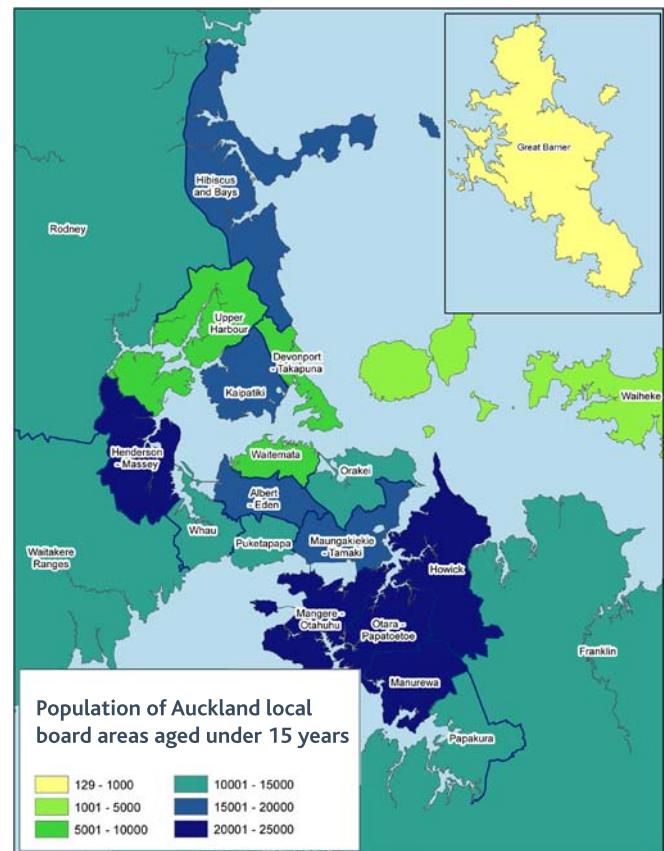 Great Barrier
Hibiscus
and Bays
Rodney
Upper
Harbour
Devonport
- Takapuna
Kaipatiki
Waiheke
Henderson
- Massey
Waitemata
Orakei
Albert
- Eden
Whau
Puketapapa
Maungakiekie
- Tamaki
Waitakere
Ranges
Howick
Mangere -
Otahuhu
Otara -
Papatoetoe
Franklin
Manurewa
Papakura
Population of Auckland local
board areas aged under 15 years
129 - 1000
1001 - 5000
5001 - 10000
10001 - 15000
15001 - 20000
20001 - 25000